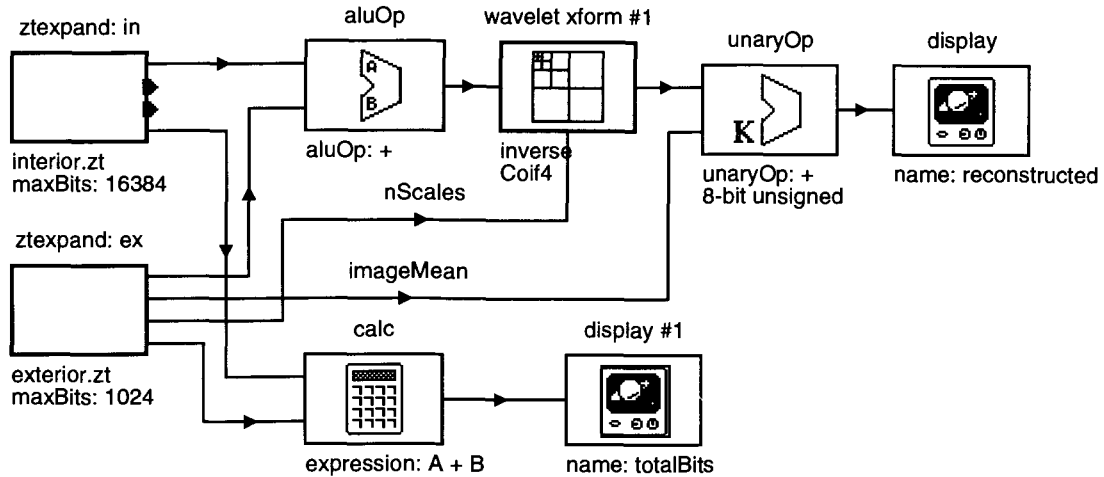 ztexpand: in
aluOp
wavelet xform #1
unaryOp
display
A
B
K
interior.zt
maxBits: 16384
aluOp: +
inverse
Coif4
unaryOp: +
8-bit unsigned
name: reconstructed
nScales
ztexpand: ex
imageMean
calc
display #1
exterior.zt
maxBits: 1024
expression: A + B
name: totalBits